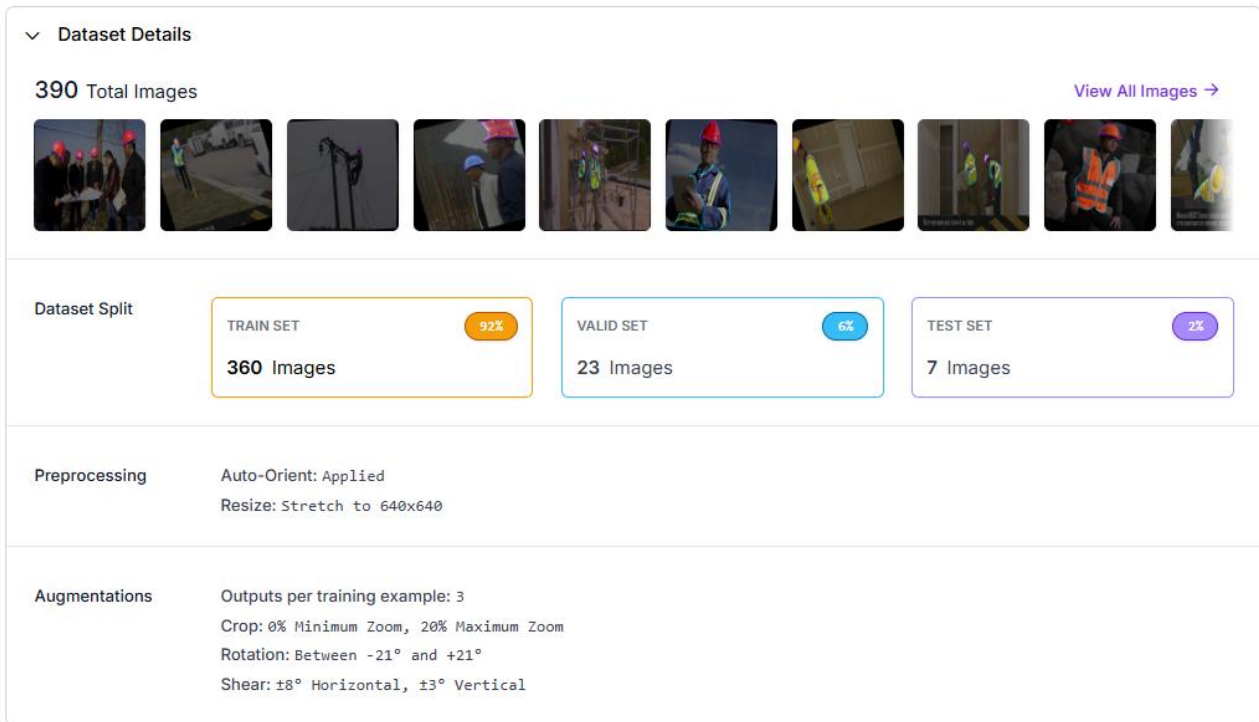 Dataset Details
390 Total Images
View All Images →
Dataset Split
TRAIN SET
92%
360 Images
VALID SET
6%
23 Images
TEST SET
2%
7 Images
Preprocessing
Auto-Orient: Applied
Resize: Stretch to 640x640
Augmentations
Outputs per training example: 3
Crop: 0% Minimum Zoom, 20% Maximum Zoom
Rotation: Between -21° and +21°
Shear: ±8° Horizontal, ±3° Vertical